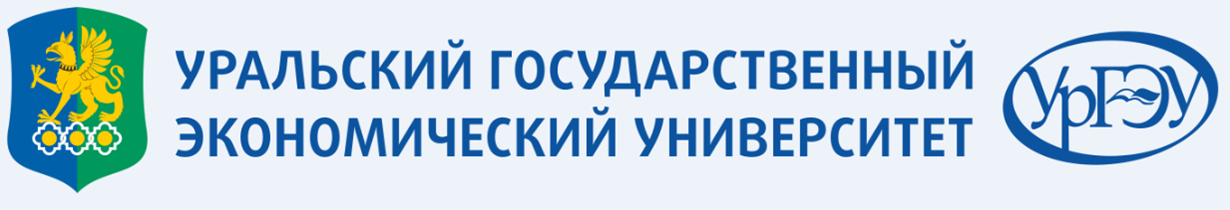 УРАЛЬСКИЙ ГОСУДАРСТВЕННЫЙ
ЭКОНОМИЧЕСКИЙ УНИВЕРСИТЕТ
УрГЭУ